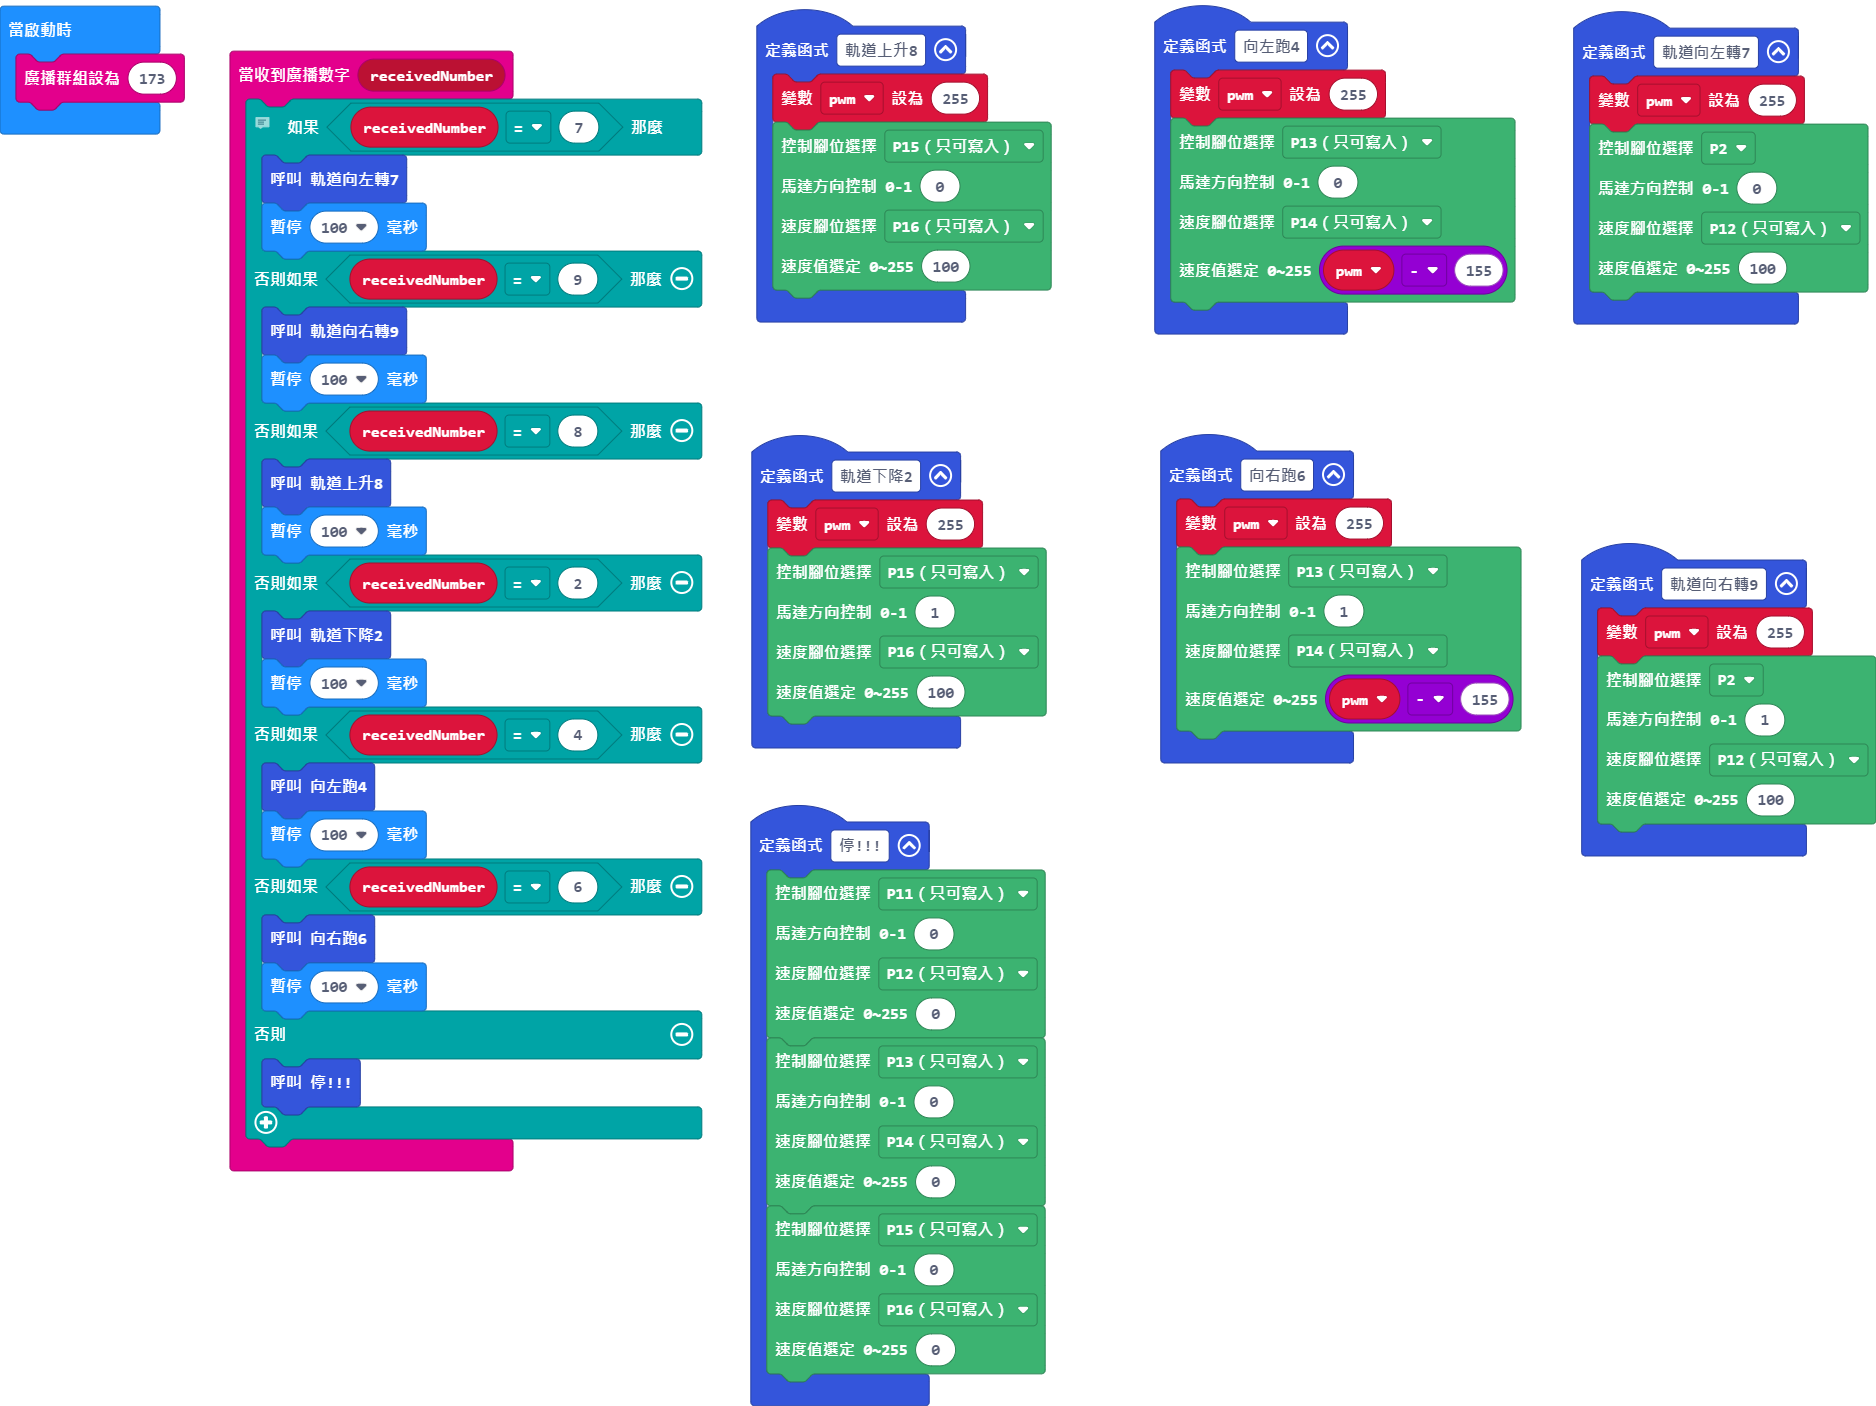 當啟動時
廣播群組設為 173
當收到廣播數字 receivedNumber
如果 receivedNumber = 7 那麼
呼叫 軌道向左轉7
暫停 100 毫秒
否則如果 receivedNumber = 9 那麼
呼叫 軌道向右轉9
暫停 100 毫秒
否則如果 receivedNumber = 8 那麼
呼叫 軌道上升8
暫停 100 毫秒
否則如果 receivedNumber = 2 那麼
呼叫 軌道下降2
暫停 100 毫秒
否則如果 receivedNumber = 4 那麼
呼叫 向左跑4
暫停 100 毫秒
否則如果 receivedNumber = 6 那麼
呼叫 向右跑6
暫停 100 毫秒
否則
呼叫 停!!!
定義函式 軌道上升8
變數 pwm 設為 255
控制腳位選擇 P15（只可寫入）
馬達方向控制 0-1 0
速度腳位選擇 P16（只可寫入）
速度值選定 0~255 100
定義函式 軌道下降2
變數 pwm 設為 255
控制腳位選擇 P15（只可寫入）
馬達方向控制 0-1 1
速度腳位選擇 P16（只可寫入）
速度值選定 0~255 100
定義函式 停!!!
控制腳位選擇 P11（只可寫入）
馬達方向控制 0-1 0
速度腳位選擇 P12（只可寫入）
速度值選定 0~255 0
控制腳位選擇 P13（只可寫入）
馬達方向控制 0-1 0
速度腳位選擇 P14（只可寫入）
速度值選定 0~255 0
控制腳位選擇 P15（只可寫入）
馬達方向控制 0-1 0
速度腳位選擇 P16（只可寫入）
速度值選定 0~255 0
定義函式 向左跑4
變數 pwm 設為 255
控制腳位選擇 P13（只可寫入）
馬達方向控制 0-1 0
速度腳位選擇 P14（只可寫入）
速度值選定 0~255 pwm - 155
定義函式 向右跑6
變數 pwm 設為 255
控制腳位選擇 P13（只可寫入）
馬達方向控制 0-1 1
速度腳位選擇 P14（只可寫入）
速度值選定 0~255 pwm - 155
定義函式 軌道向左轉7
變數 pwm 設為 255
控制腳位選擇 P2
馬達方向控制 0-1 0
速度腳位選擇 P12（只可寫入）
速度值選定 0~255 100
定義函式 軌道向右轉9
變數 pwm 設為 255
控制腳位選擇 P2
馬達方向控制 0-1 1
速度腳位選擇 P12（只可寫入）
速度值選定 0~255 100